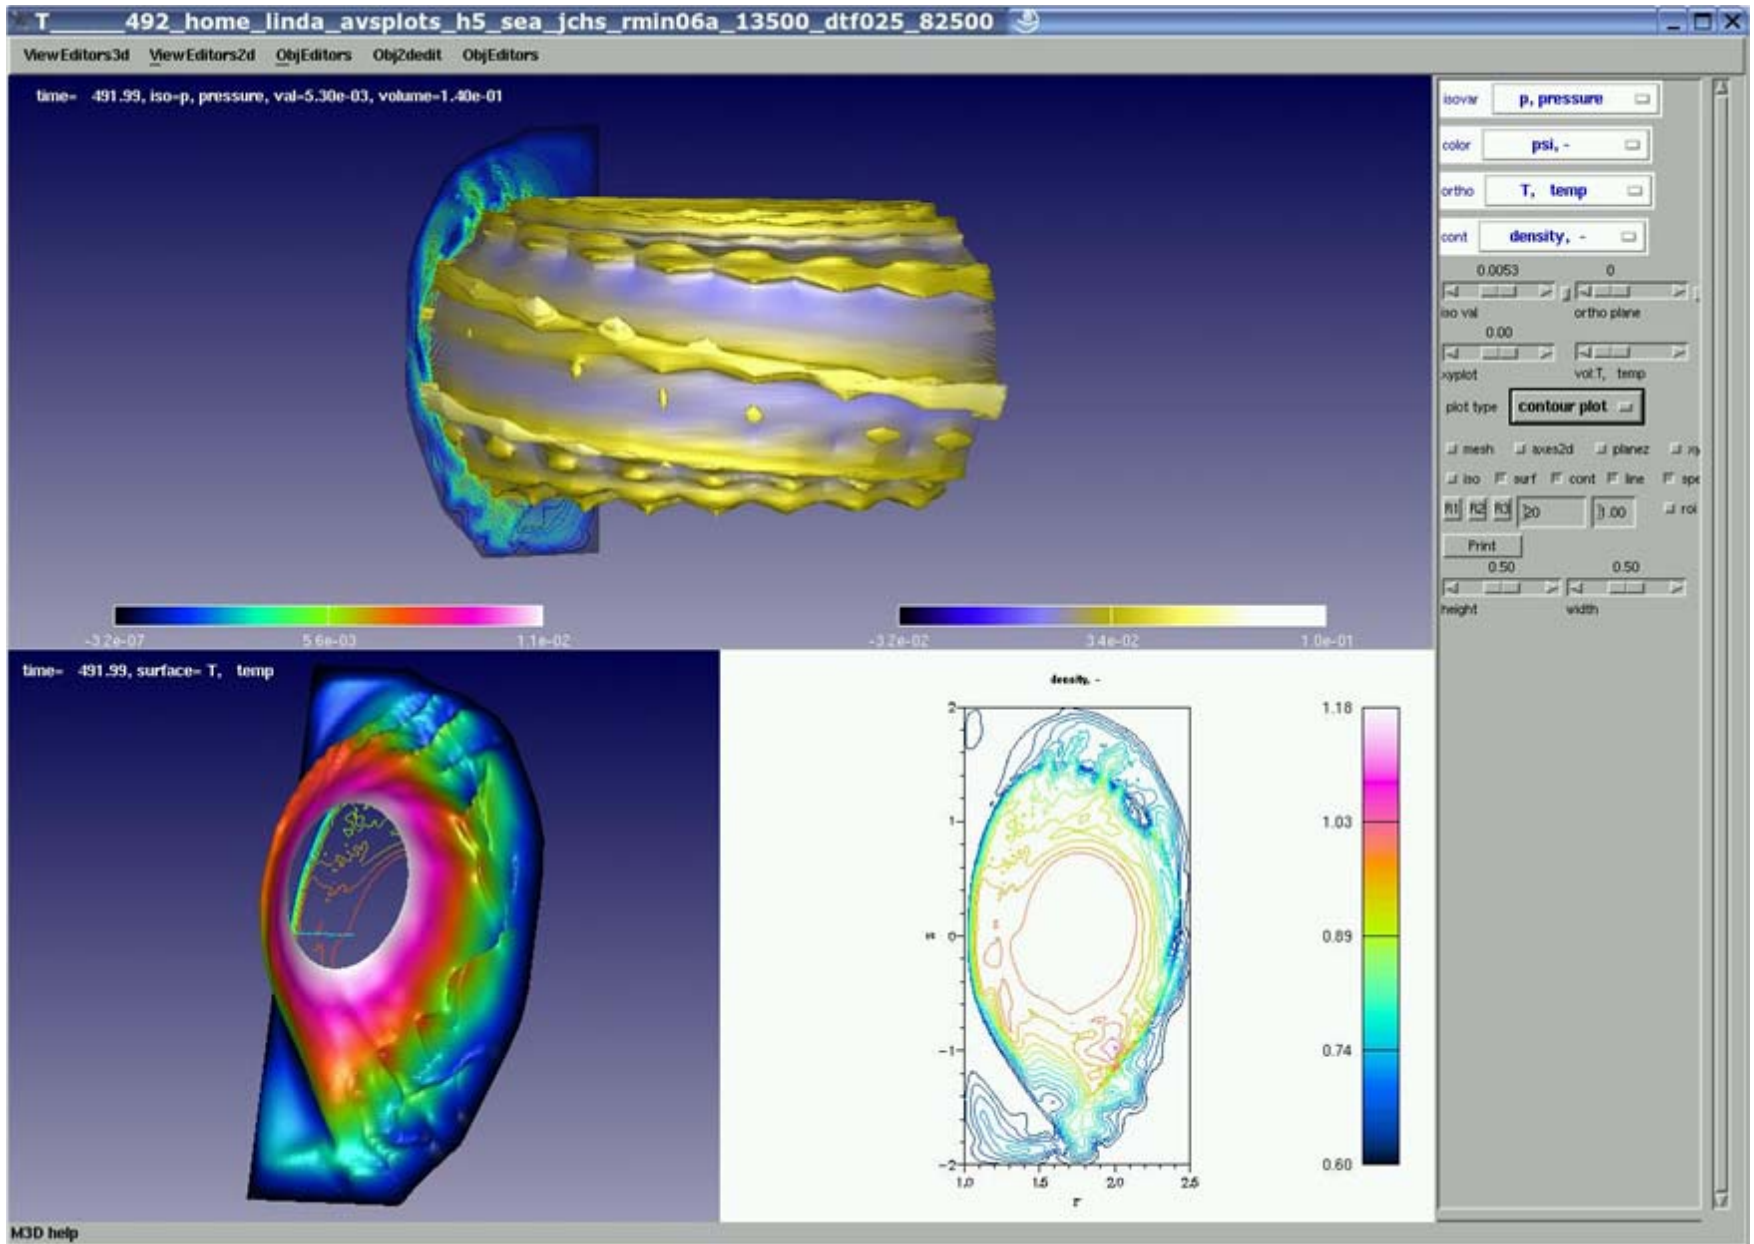 T_____492_home_linda_avsplots_h5_sea_jchs_rmin06a_13500_dtf025_82500
ViewEditors3d ViewEditors2d ObjEditors Obj2dedit ObjEditors
time= 491.99, iso=p, pressure, val=5.30e-03, volume=1.40e-01
isovar p, pressure
color psi, -
ortho T, temp
cont density, -
0.0053 0
iso val ortho plane
0.00
xyplot vol:T, temp
plot type contour plot
mesh axes2d planez xy
iso surf cont line spe
R1 R2 R3 20 1.00 roi
Print
0.50 0.50
height width
-3.2e-07 5.6e-03 1.1e-02
-3.2e-02 3.4e-02 1.0e-01
time= 491.99, surface= T, temp
density, -
2
1
0
-1
-2
1.0 1.5 2.0 2.5
r
1.18
1.03
0.89
0.74
0.60
M3D help